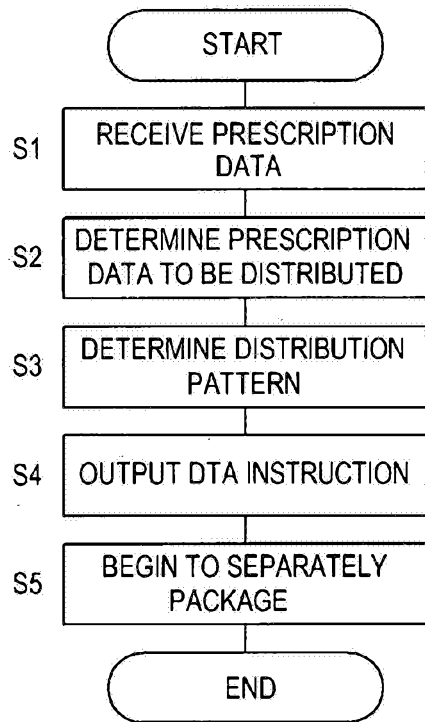 START
S1
RECEIVE PRESCRIPTION
DATA
S2
DETERMINE PRESCRIPTION
DATA TO BE DISTRIBUTED
S3
DETERMINE DISTRIBUTION
PATTERN
S4
OUTPUT DTA INSTRUCTION
S5
BEGIN TO SEPARATELY
PACKAGE
END